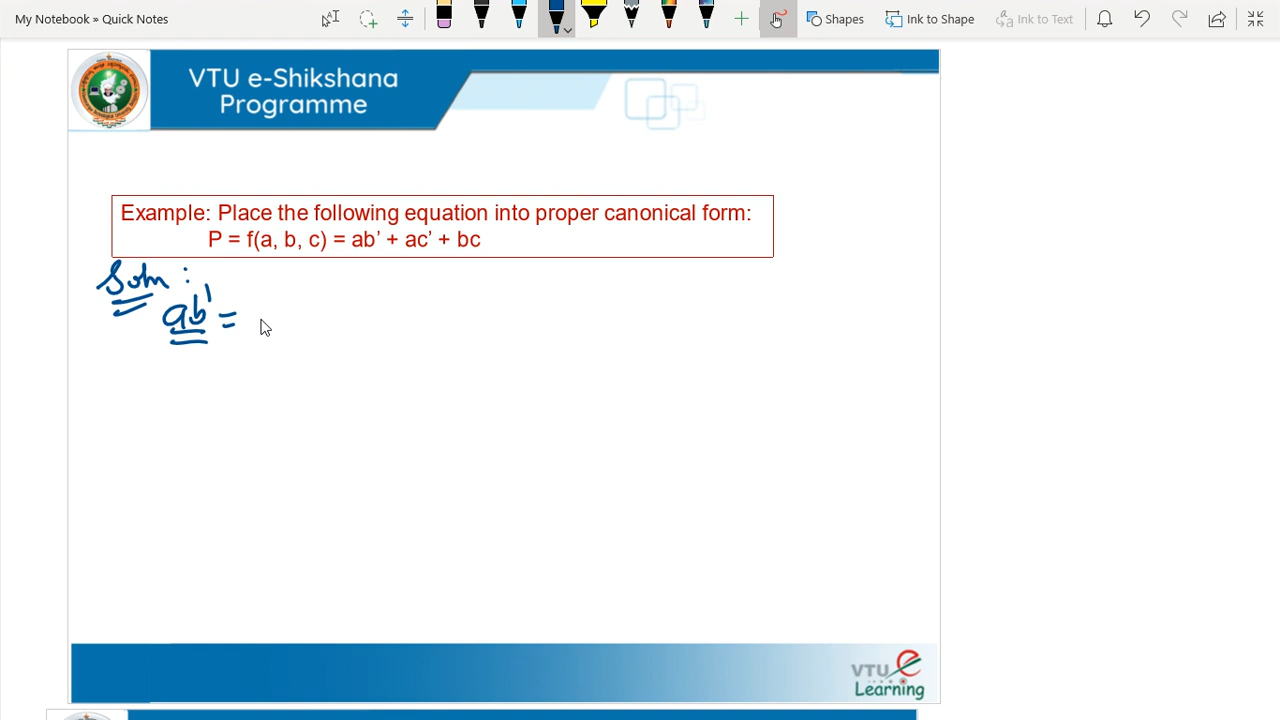 My Notebook » Quick Notes
Shapes
Ink to Shape
Ink to Text
VTU e-Shikshana
Programme
Example: Place the following equation into proper canonical form:
P = f(a, b, c) = ab’ + ac’ + bc
Soln :
ab' =
VTU e
Learning